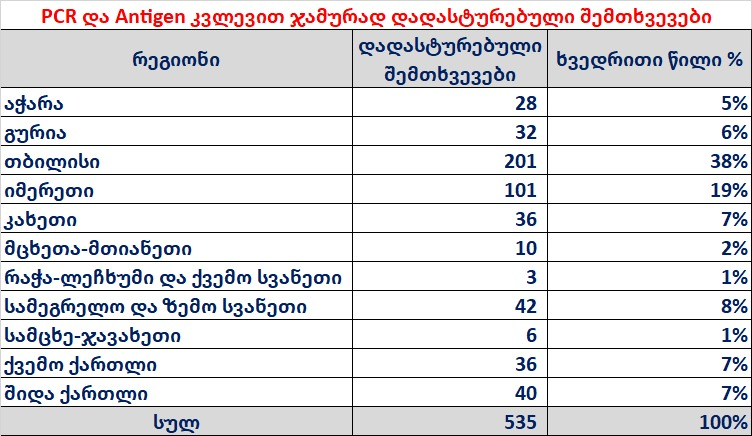 PCR და Antigen კვლევით ჯამურად დადასტურებული შემთხვევები
რეგიონი დადასტურებული შემთხვევები ხვედრითი წილი %
აჭარა 28 5%
გურია 32 6%
თბილისი 201 38%
იმერეთი 101 19%
კახეთი 36 7%
მცხეთა-მთიანეთი 10 2%
რაჭა-ლეჩხუმი და ქვემო სვანეთი 3 1%
სამეგრელო და ზემო სვანეთი 42 8%
სამცხე-ჯავახეთი 6 1%
ქვემო ქართლი 36 7%
შიდა ქართლი 40 7%
სულ 535 100%